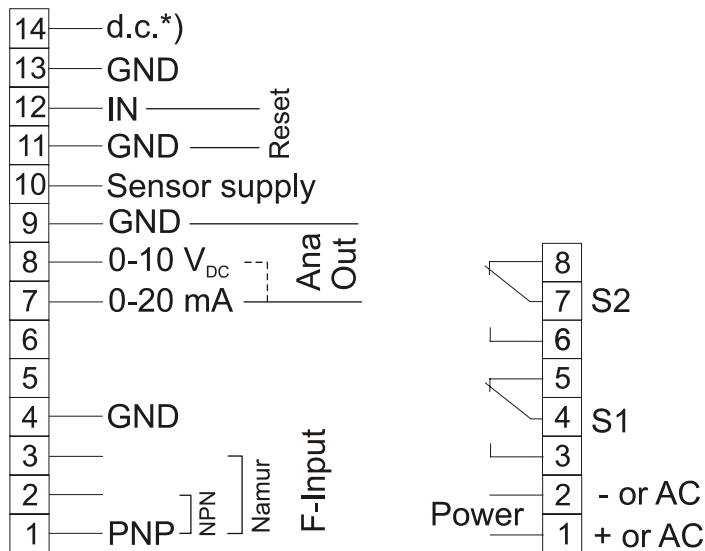 14 d.c.*)
13 GND
12 IN
11 GND
Reset
10 Sensor supply
9 GND
8 0-10 VDC
7 0-20 mA
Ana
Out
6
5
4 GND
3
2
1 PNP
NPN
Namur
F-Input
8
7 S2
6
5
4 S1
3
2 - or AC
1 + or AC
Power